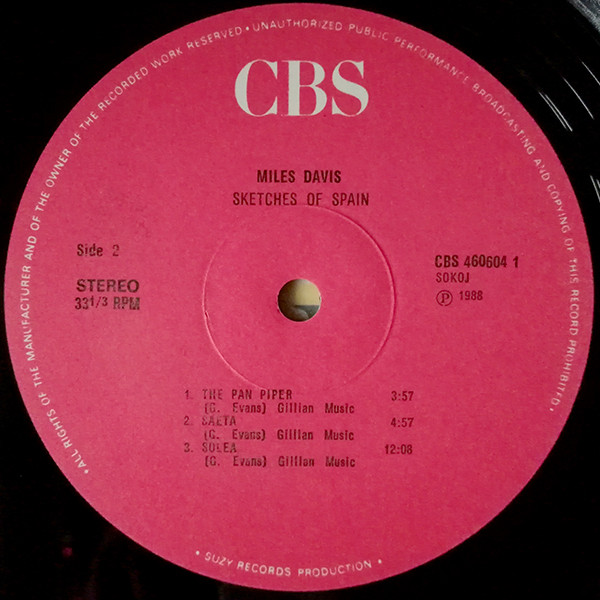 • ALL RIGHTS OF THE MANUFACTURER AND OF THE OWNER OF THE RECORDED WORK RESERVED • UNAUTHORIZED PUBLIC PERFORMANCE, BROADCASTING AND COPYING OF THIS RECORD PROHIBITED •
CBS
MILES DAVIS
SKETCHES OF SPAIN
Side 2
CBS 460604 1
SOKOJ
STEREO
33 1/3 RPM
Ⓟ 1988
1. THE PAN PIPER 3:57
(G. Evans) Gillian Music
2. SAETA 4:57
(G. Evans) Gillian Music
3. SOLEA 12:08
(G. Evans) Gillian Music
• SUZY RECORDS PRODUCTION •